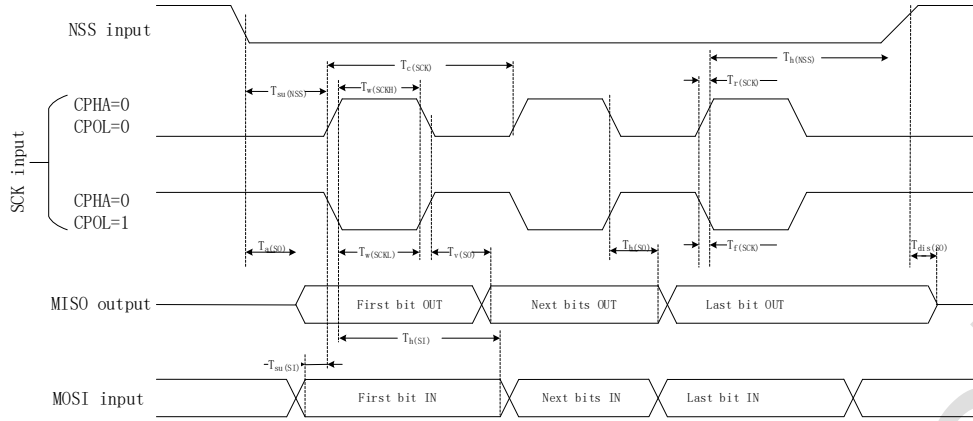 NSS input
Tc(SCK)
Th(NSS)
Tsu(NSS)
Tw(SCKH)
Tr(SCK)
CPHA=0
CPOL=0
SCK input
CPHA=0
CPOL=1
Ta(SO)
Tw(SCKL)
Tv(SO)
Th(SO)
Tf(SCK)
Tdis(SO)
MISO output
First bit OUT
Next bits OUT
Last bit OUT
Th(SI)
Tsu(SI)
MOSI input
First bit IN
Next bits IN
Last bit IN